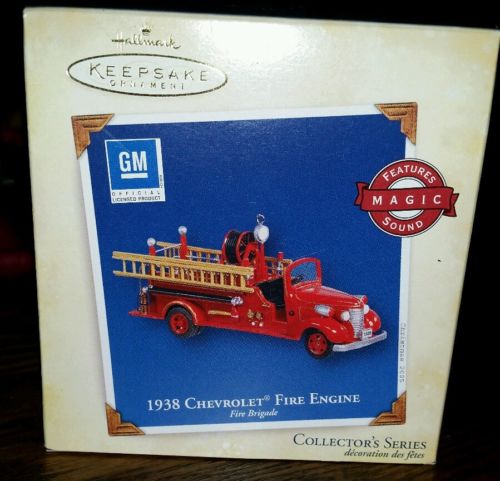 Hallmark
KEEPSAKE
ORNAMENT
GM
OFFICIAL
LICENSED PRODUCT
FEATURES
MAGIC
SOUND
1938 CHEVROLET® FIRE ENGINE
Fire Brigade
COLLECTOR'S SERIES
décoration des fêtes